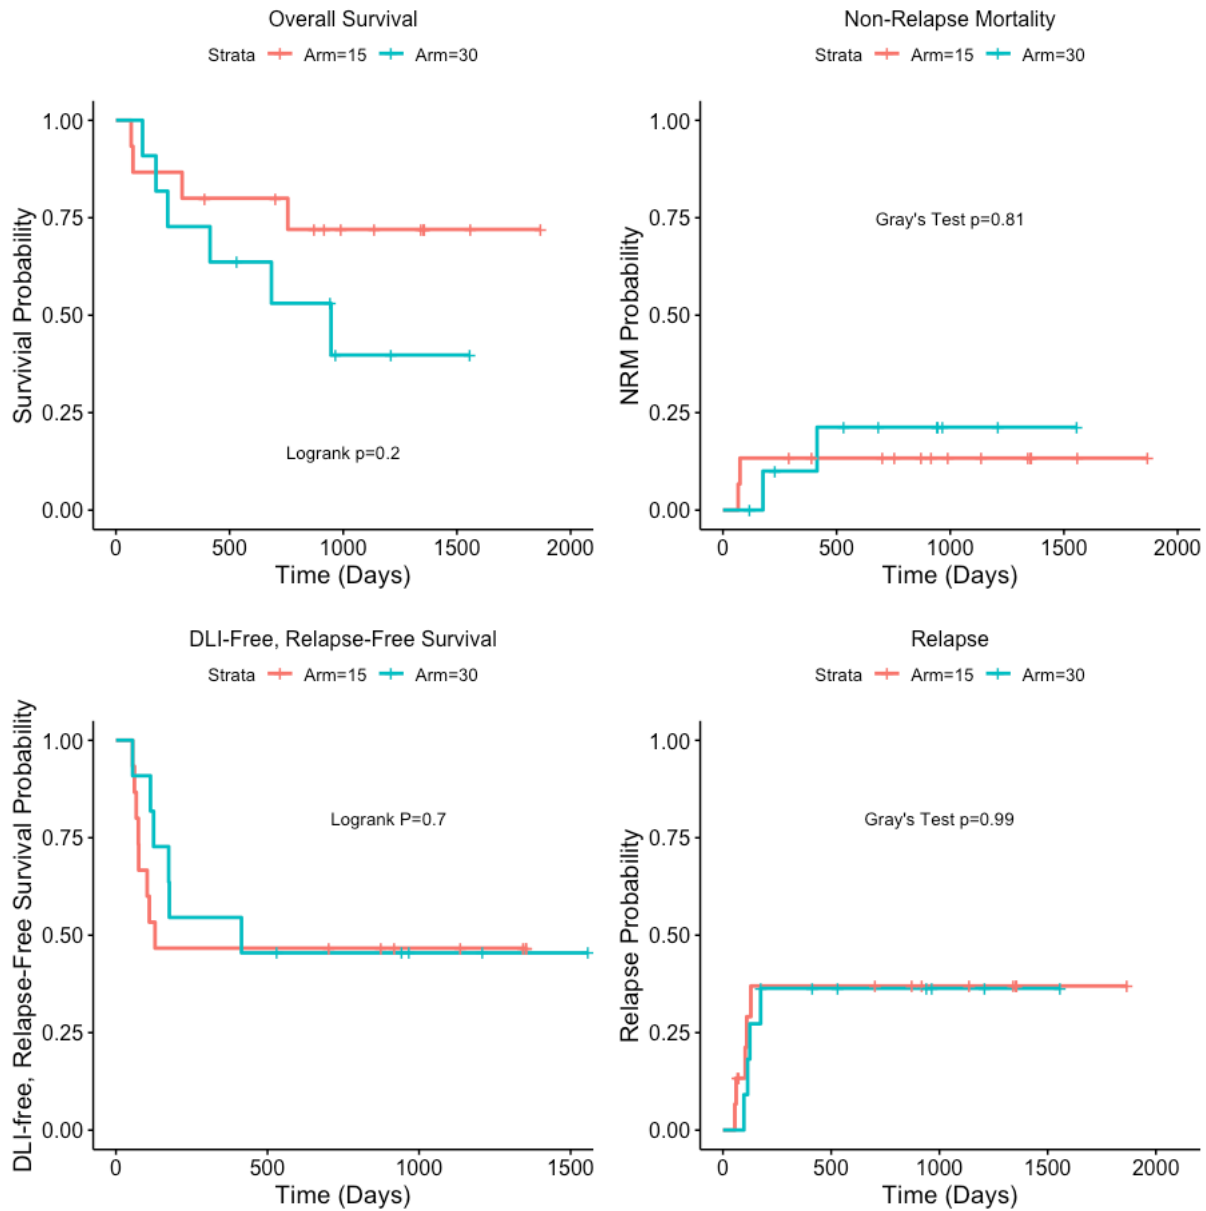 Overall Survival
Strata Arm=15 Arm=30
Survivial Probability
1.00
0.75
0.50
0.25
0.00
Logrank p=0.2
0 500 1000 1500 2000
Time (Days)
Non-Relapse Mortality
Strata Arm=15 Arm=30
NRM Probability
1.00
0.75
0.50
0.25
0.00
Gray's Test p=0.81
0 500 1000 1500 2000
Time (Days)
DLI-Free, Relapse-Free Survival
Strata Arm=15 Arm=30
DLI-free, Relapse-Free Survival Probability
1.00
0.75
0.50
0.25
0.00
Logrank P=0.7
0 500 1000 1500
Time (Days)
Relapse
Strata Arm=15 Arm=30
Relapse Probability
1.00
0.75
0.50
0.25
0.00
Gray's Test p=0.99
0 500 1000 1500 2000
Time (Days)